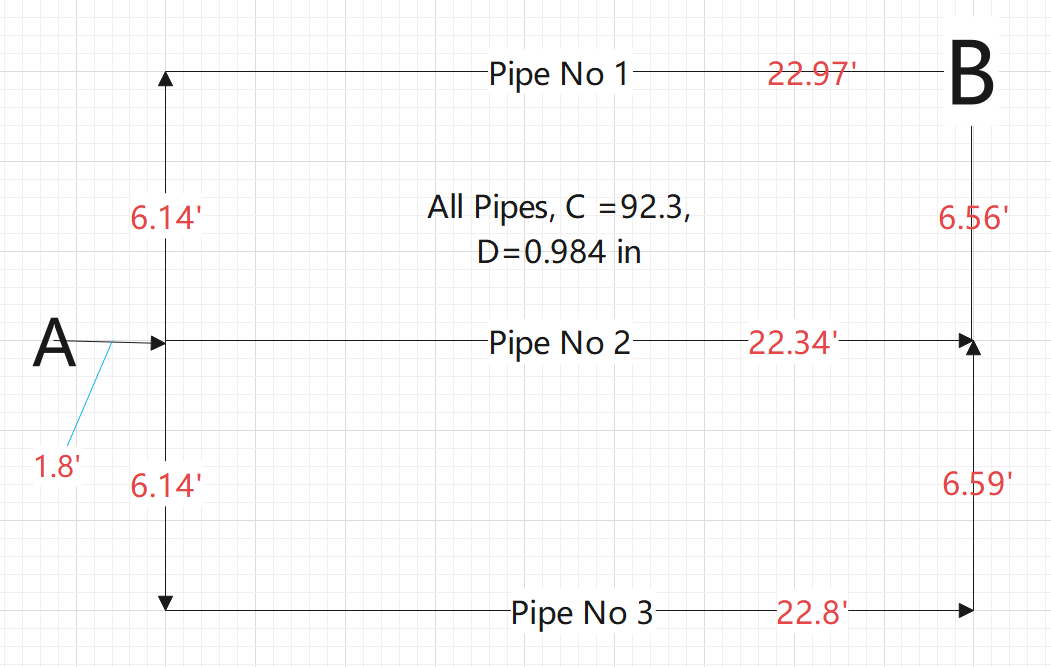 Pipe No 1
22.97'
B
6.14'
All Pipes, C =92.3,
D=0.984 in
6.56'
A
Pipe No 2
22.34'
1.8'
6.14'
6.59'
Pipe No 3
22.8'